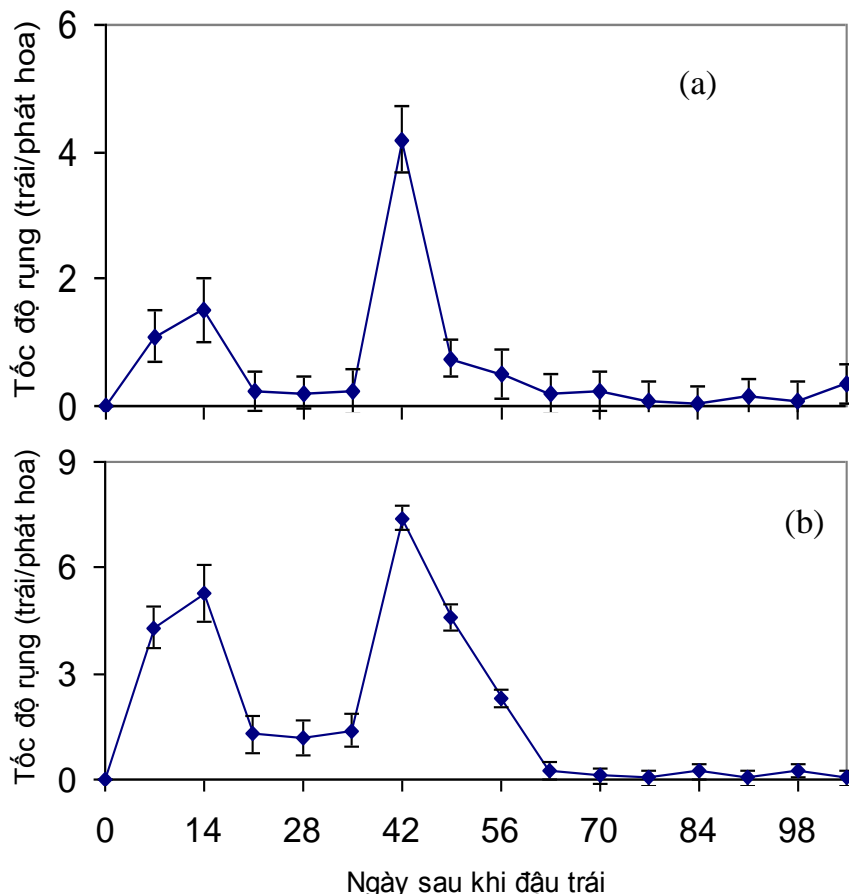 Tốc độ rụng (trái/phát hoa)
6
4
2
0
(a)
Tốc độ rụng (trái/phát hoa)
9
6
3
0
(b)
0 14 28 42 56 70 84 98
Ngày sau khi đậu trái